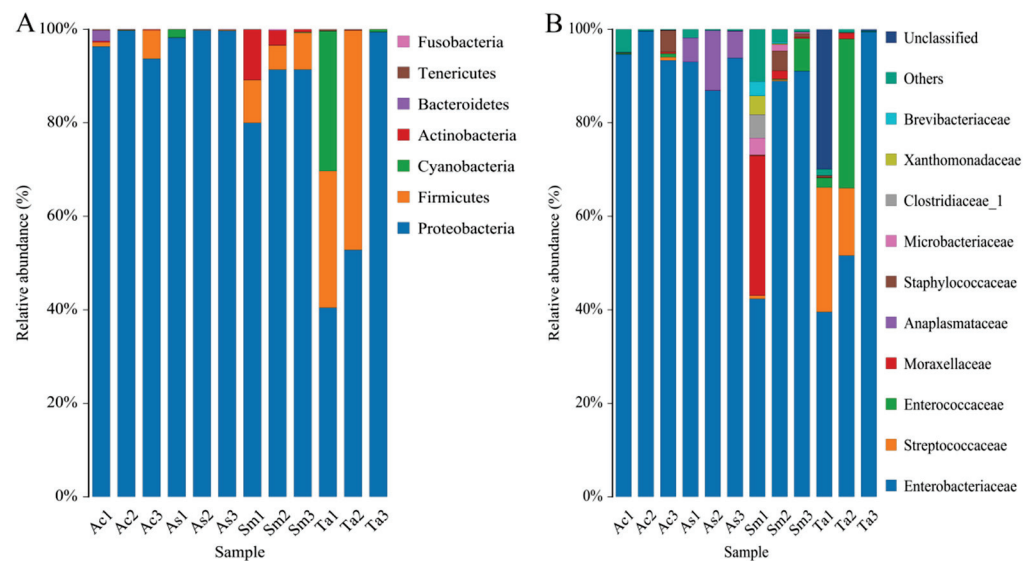 A
100%
80%
60%
40%
20%
0%
Relative abundance (%)
Ac1
Ac2
Ac3
As1
As2
As3
Sm1
Sm2
Sm3
Ta1
Ta2
Ta3
Sample
Fusobacteria
Tenericutes
Bacteroidetes
Actinobacteria
Cyanobacteria
Firmicutes
Proteobacteria
B
100%
80%
60%
40%
20%
0%
Relative abundance (%)
Ac1
Ac2
Ac3
As1
As2
As3
Sm1
Sm2
Sm3
Ta1
Ta2
Ta3
Sample
Unclassified
Others
Brevibacteriaceae
Xanthomonadaceae
Clostridiaceae_1
Microbacteriaceae
Staphylococcaceae
Anaplasmataceae
Moraxellaceae
Enterococcaceae
Streptococcaceae
Enterobacteriaceae